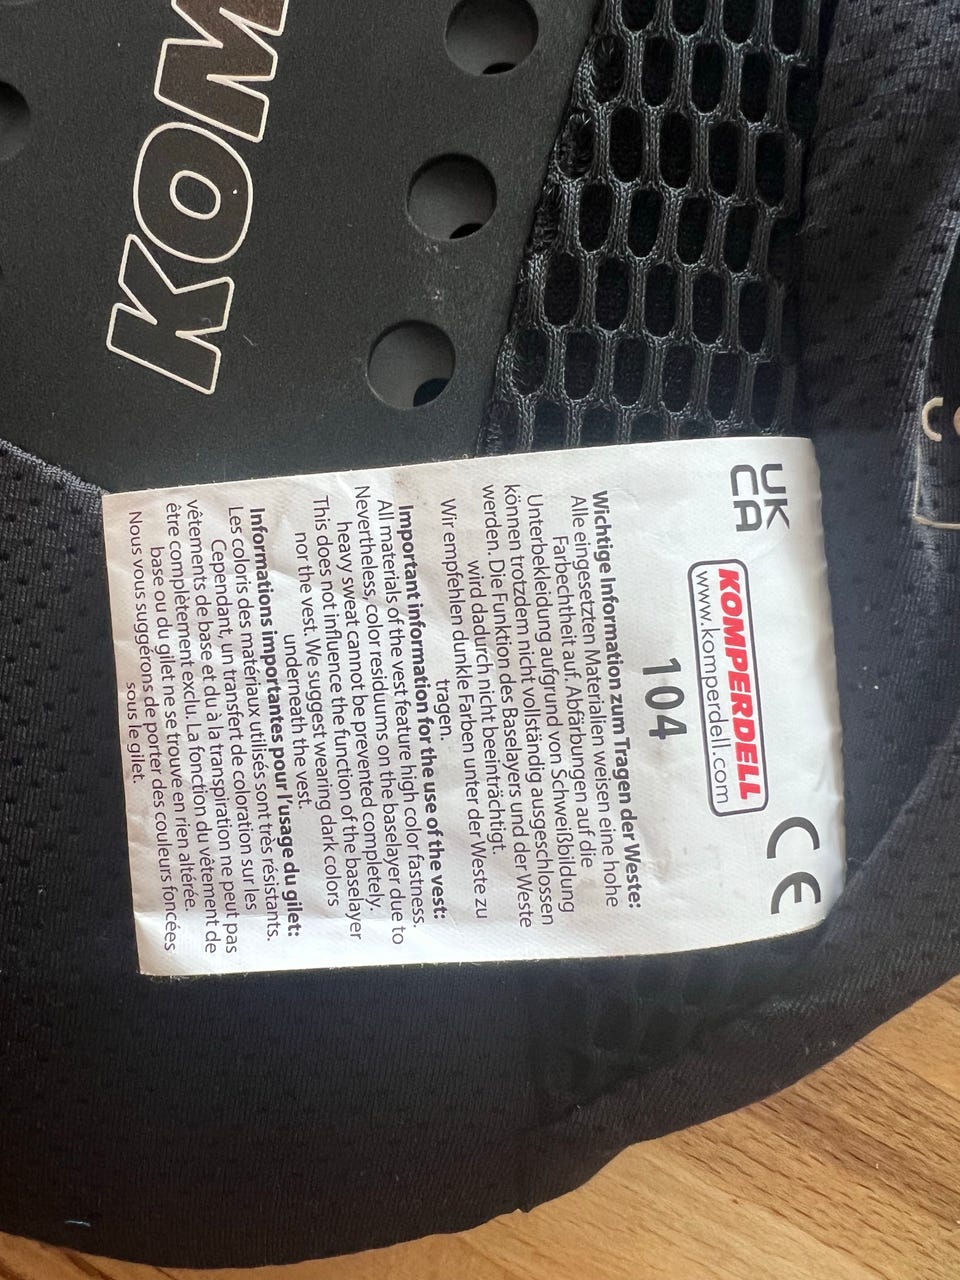 KOM
UK
CA
KOMPERDELL
www.komperdell.com
CE
104
Wichtige Information zum Tragen der Weste:
Alle eingesetzten Materialien weisen eine hohe
Farbechtheit auf. Abfärbungen auf die
Unterbekleidung aufgrund von Schweißbildung
können trotzdem nicht vollständig ausgeschlossen
werden. Die Funktion des Baselayers und der Weste
wird dadurch nicht beeinträchtigt.
Wir empfehlen dunkle Farben unter der Weste zu
tragen.
Important information for the use of the vest:
All materials of the vest feature high color fastness.
Nevertheless, color residuums on the baselayer due to
heavy sweat cannot be prevented completely.
This does not influence the function of the baselayer
nor the vest. We suggest wearing dark colors
underneath the vest.
Informations importantes pour l'usage du gilet:
Les coloris des matériaux utilisés sont très résistants.
Cependant, un transfert de coloration sur les
vêtements de base et du à la transpiration ne peut pas
être complètement exclu. La fonction du vêtement de
base ou du gilet ne se trouve en rien altérée.
Nous vous suggérons de porter des couleurs foncées
sous le gilet.